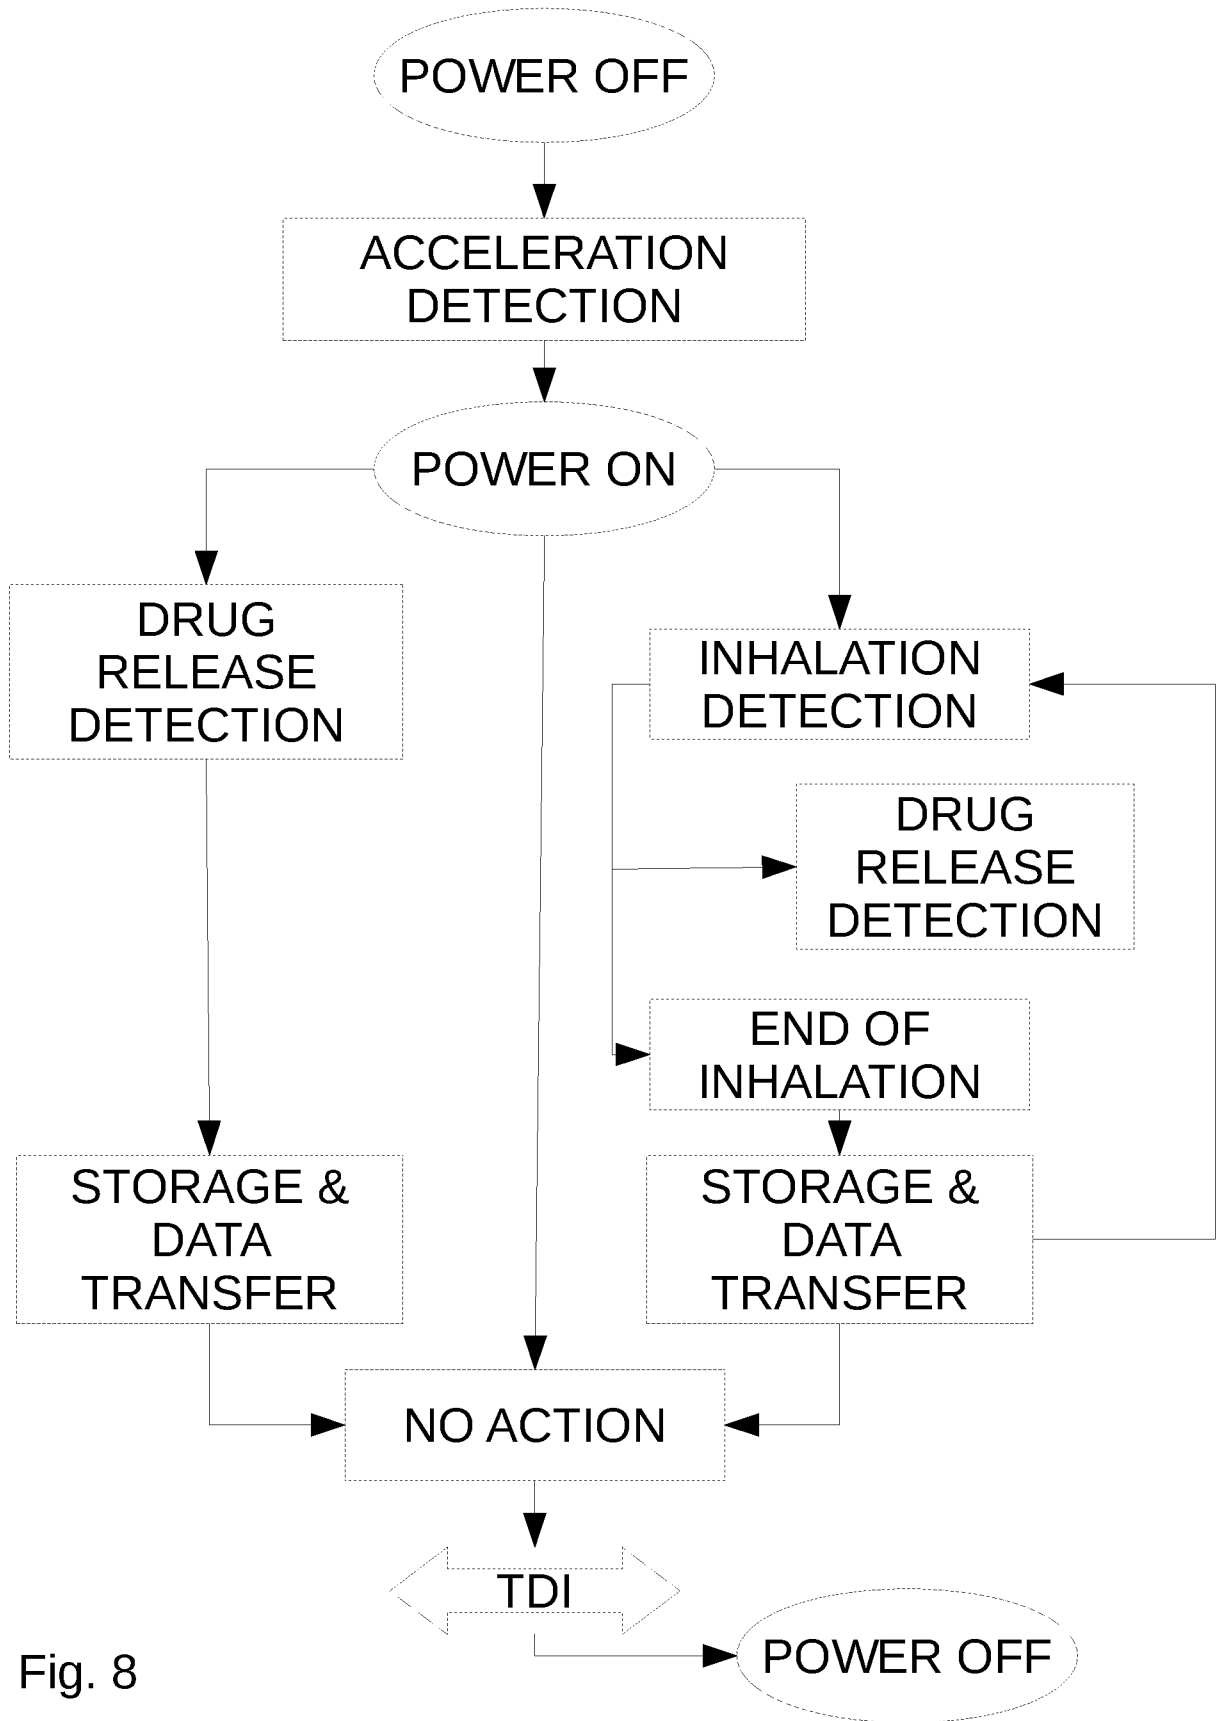 POWER OFF
ACCELERATION
DETECTION
POWER ON
DRUG
RELEASE
DETECTION
INHALATION
DETECTION
DRUG
RELEASE
DETECTION
END OF
INHALATION
STORAGE &
DATA
TRANSFER
STORAGE &
DATA
TRANSFER
NO ACTION
TDI
POWER OFF
Fig. 8